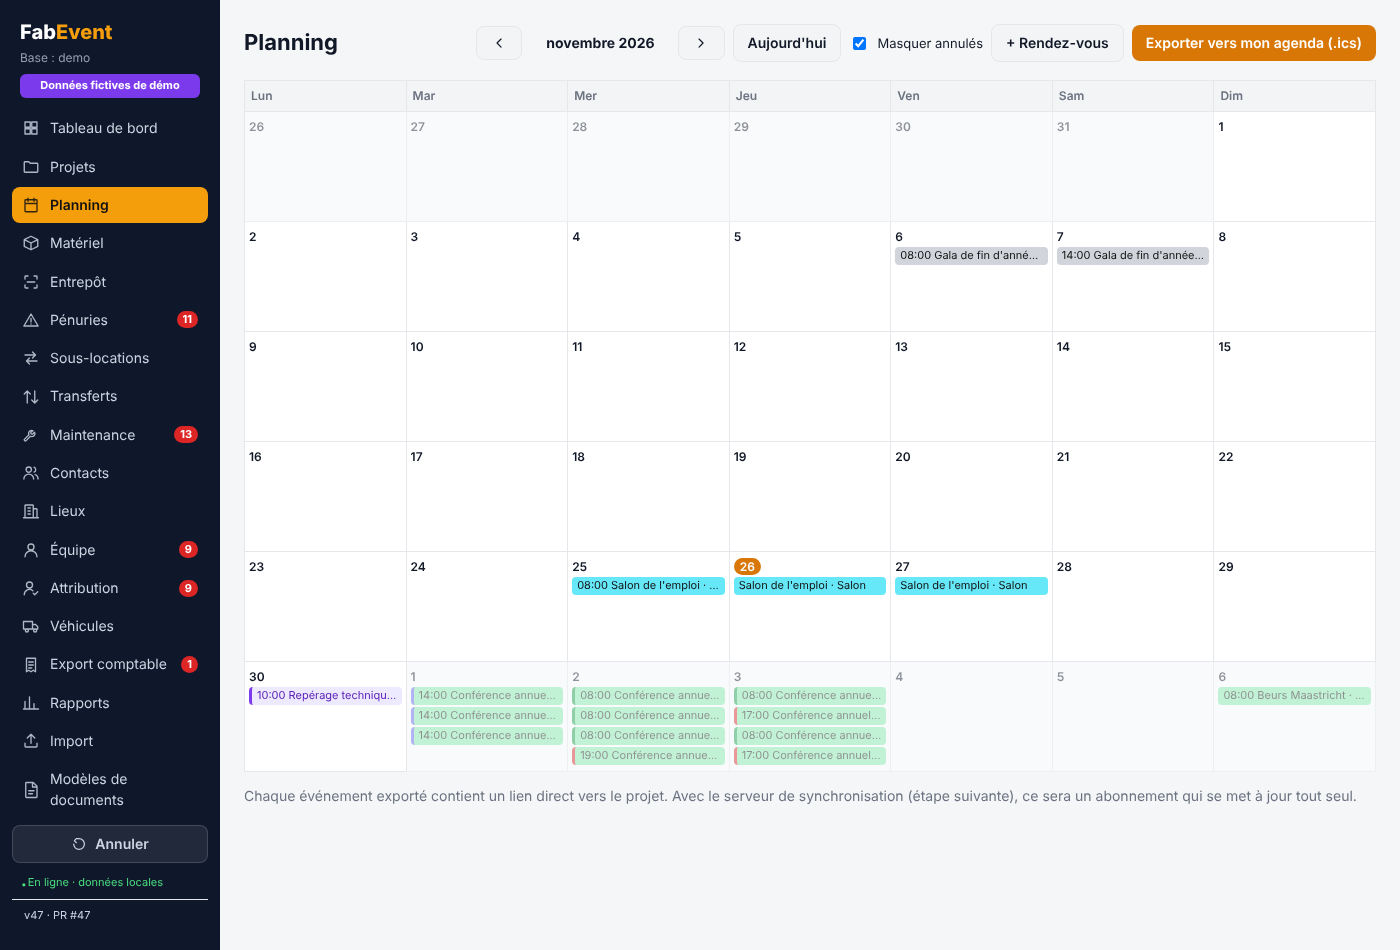 FabEvent
Base : demo
Données fictives de démo
Tableau de bord
Projets
Planning
Matériel
Entrepôt
Pénuries 11
Sous-locations
Transferts
Maintenance 13
Contacts
Lieux
Équipe 9
Attribution 9
Véhicules
Export comptable 1
Rapports
Import
Modèles de
documents
Annuler
En ligne · données locales
v47 · PR #47
Planning
novembre 2026
Aujourd'hui
Masquer annulés
+ Rendez-vous
Exporter vers mon agenda (.ics)
Lun Mar Mer Jeu Ven Sam Dim
26 27 28 29 30 31 1
2 3 4 5 6 7 8
08:00 Gala de fin d'anné… 14:00 Gala de fin d'année…
9 10 11 12 13 14 15
16 17 18 19 20 21 22
23 24 25 26 27 28 29
08:00 Salon de l'emploi · … Salon de l'emploi · Salon Salon de l'emploi · Salon
30 1 2 3 4 5 6
10:00 Repérage techniqu… 14:00 Conférence annue… 08:00 Conférence annue… 08:00 Conférence annue… 08:00 Beurs Maastricht · …
14:00 Conférence annue… 08:00 Conférence annue… 17:00 Conférence annuel…
14:00 Conférence annue… 08:00 Conférence annue… 08:00 Conférence annue…
19:00 Conférence annue… 17:00 Conférence annuel…
Chaque événement exporté contient un lien direct vers le projet. Avec le serveur de synchronisation (étape suivante), ce sera un abonnement qui se met à jour tout seul.